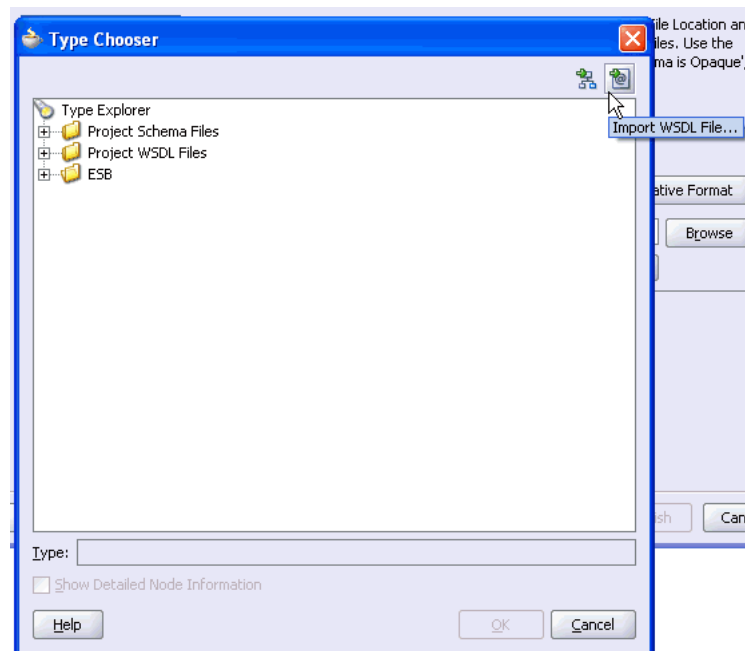 Type Chooser
ile Location an
iles. Use the
ma is Opaque',
Import WSDL File...
Type Explorer
Project Schema Files
Project WSDL Files
ESB
ative Format
Browse
Type:
Show Detailed Node Information
sh
Can
Help
OK
Cancel